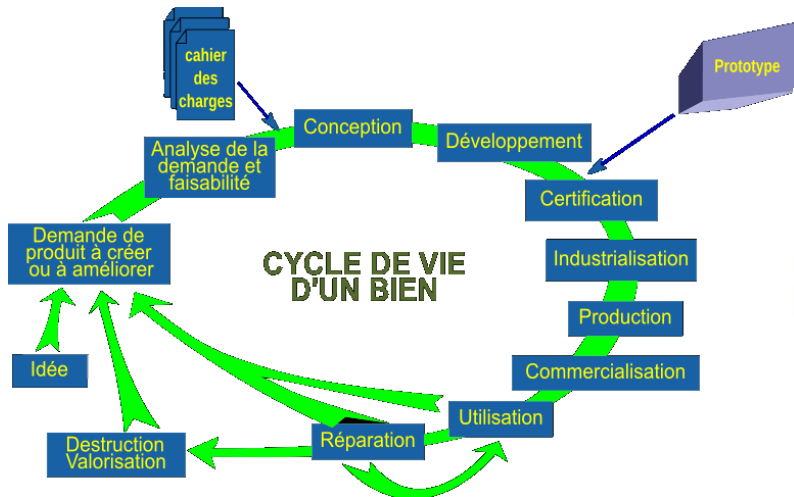 cahier
des
charges
Prototype
Conception
Développement
Analyse de la
demande et
faisabilité
Certification
Demande de
produit à créer
ou à améliorer
CYCLE DE VIE
D'UN BIEN
Industrialisation
Production
Idée
Commercialisation
Utilisation
Réparation
Destruction
Valorisation